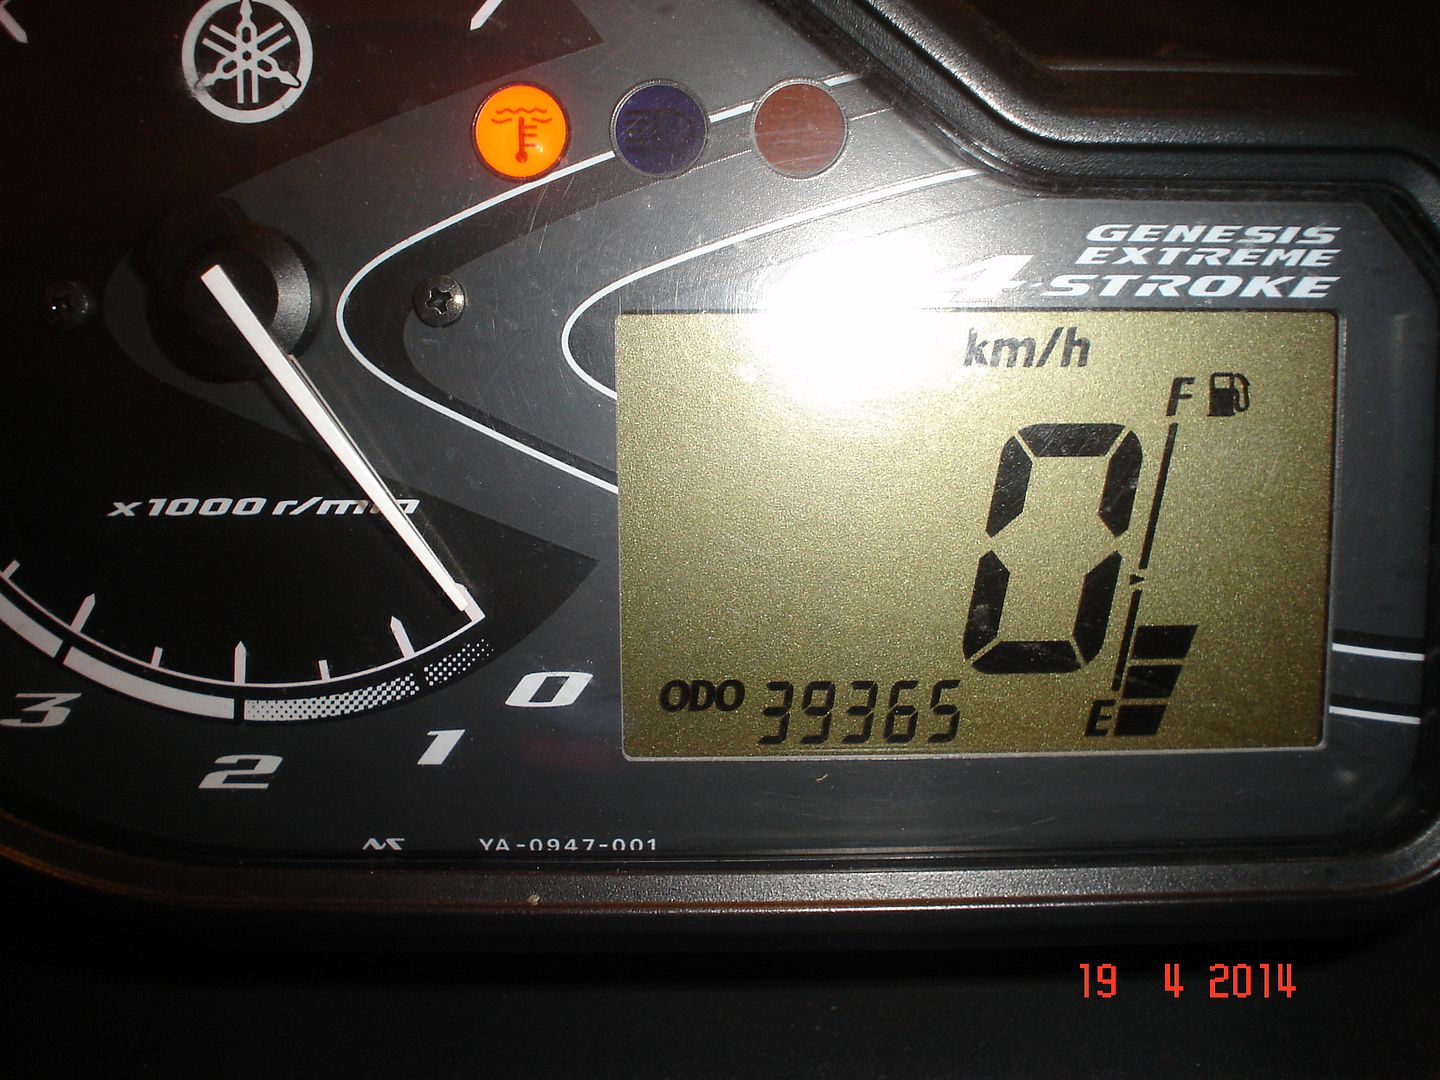 GENESIS
EXTREME
4-STROKE
km/h
F
0
E
ODO 39365
x1000 r/min
0
1
2
3
YA-0947-001
19 4 2014